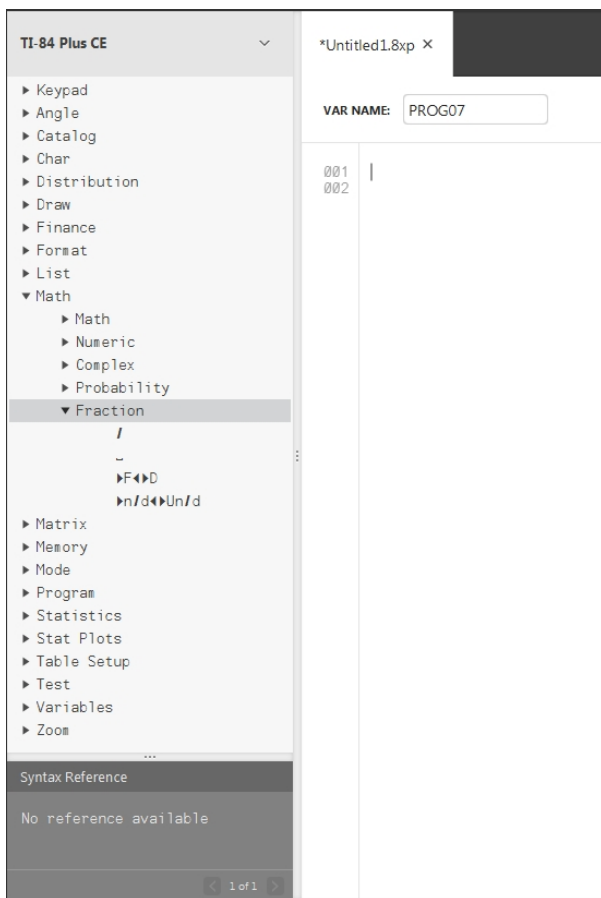 TI-84 Plus CE
*Untitled1.8xp ×
VAR NAME: PROG07
▶ Keypad
▶ Angle
▶ Catalog
▶ Char
▶ Distribution
▶ Draw
▶ Finance
▶ Format
▶ List
▼ Math
▶ Math
▶ Numeric
▶ Complex
▶ Probability
▼ Fraction
/
␣
▶F◀▶D
▶n/d◀▶Un/d
▶ Matrix
▶ Memory
▶ Mode
▶ Program
▶ Statistics
▶ Stat Plots
▶ Table Setup
▶ Test
▶ Variables
▶ Zoom
Syntax Reference
No reference available
1 of 1
001
002